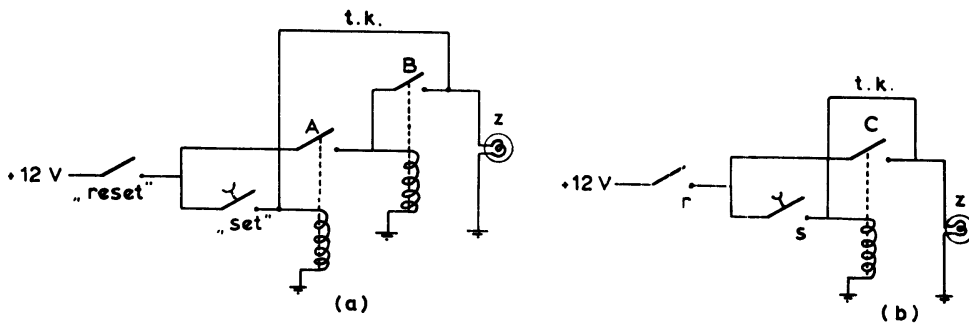 t.k.
B
A
z
+12 V
„reset"
„set"
(a)
t.k.
C
z
+12 V
r
s
(b)